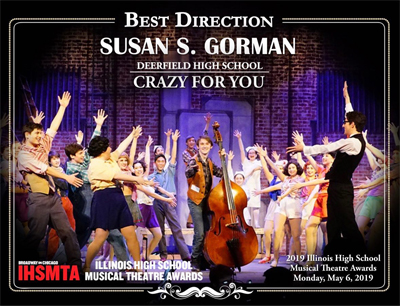 BEST DIRECTION
SUSAN S. GORMAN
DEERFIELD HIGH SCHOOL
CRAZY FOR YOU
BROADWAY IN CHICAGO
IHSMTA
ILLINOIS HIGH SCHOOL
MUSICAL THEATRE AWARDS
2019 Illinois High School
Musical Theatre Awards
Monday, May 6, 2019